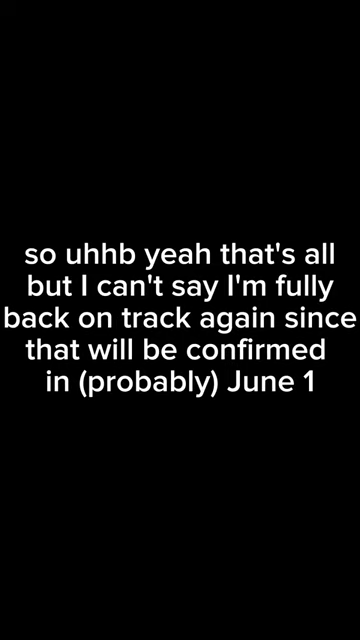 so uhhb yeah that's all
but I can't say I'm fully
back on track again since
that will be confirmed
in (probably) June 1